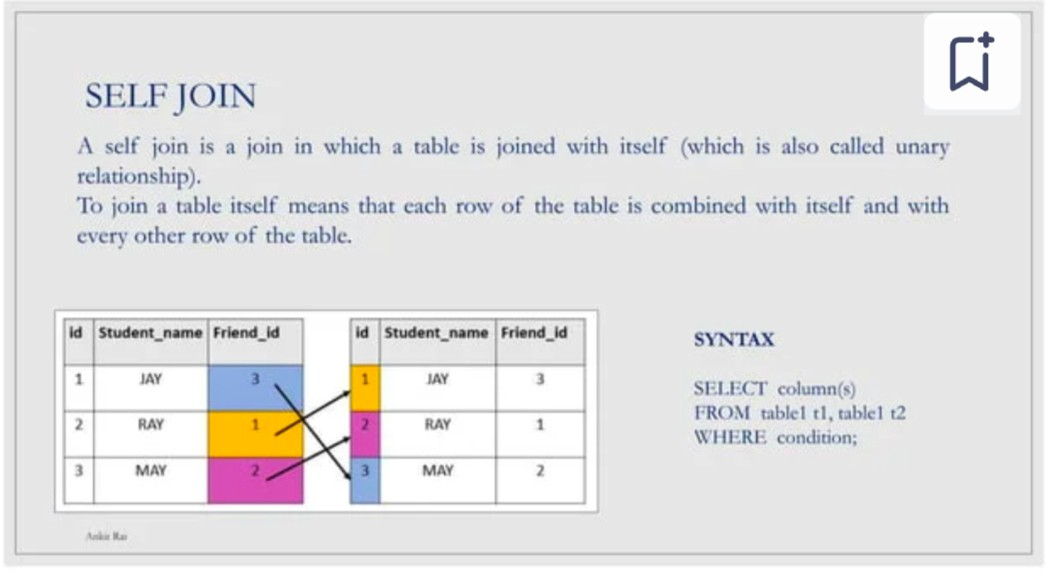 SELF JOIN
A self join is a join in which a table is joined with itself (which is also called unary
relationship).
To join a table itself means that each row of the table is combined with itself and with
every other row of the table.
id Student_name Friend_id id Student_name Friend_id
1 JAY 3 1 JAY 3
2 RAY 1 2 RAY 1
3 MAY 2 3 MAY 2
SYNTAX
SELECT column(s)
FROM table1 t1, table1 t2
WHERE condition;
Ankit Rai